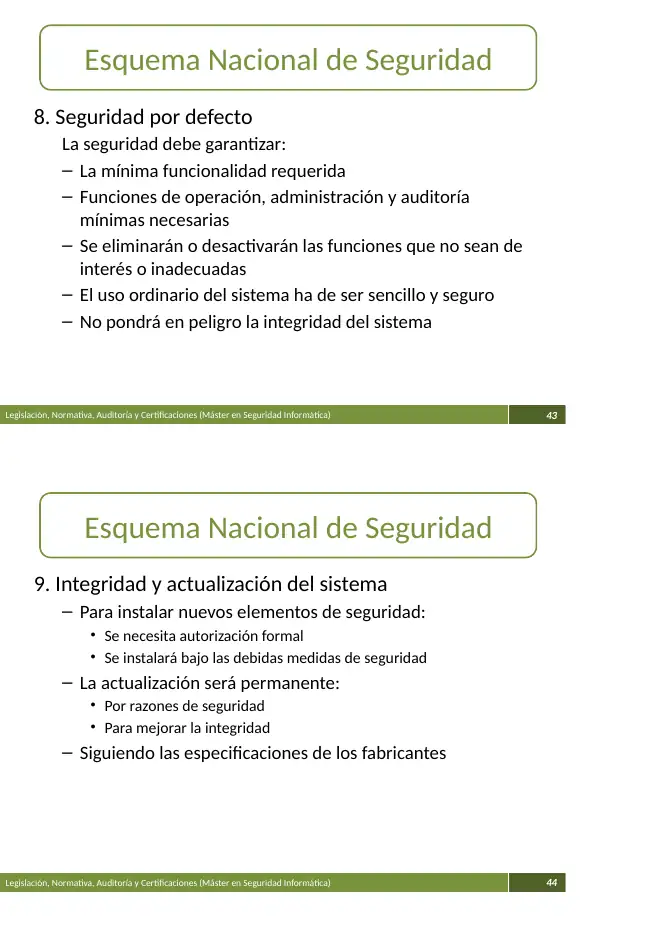 Esquema Nacional de Seguridad
8. Seguridad por defecto
La seguridad debe garantizar:
– La mínima funcionalidad requerida
– Funciones de operación, administración y auditoría
mínimas necesarias
– Se eliminarán o desactivarán las funciones que no sean de
interés o inadecuadas
– El uso ordinario del sistema ha de ser sencillo y seguro
– No pondrá en peligro la integridad del sistema
Legislación, Normativa, Auditoría y Certificaciones (Máster en Seguridad Informática) 43
Esquema Nacional de Seguridad
9. Integridad y actualización del sistema
– Para instalar nuevos elementos de seguridad:
• Se necesita autorización formal
• Se instalará bajo las debidas medidas de seguridad
– La actualización será permanente:
• Por razones de seguridad
• Para mejorar la integridad
– Siguiendo las especificaciones de los fabricantes
Legislación, Normativa, Auditoría y Certificaciones (Máster en Seguridad Informática) 44